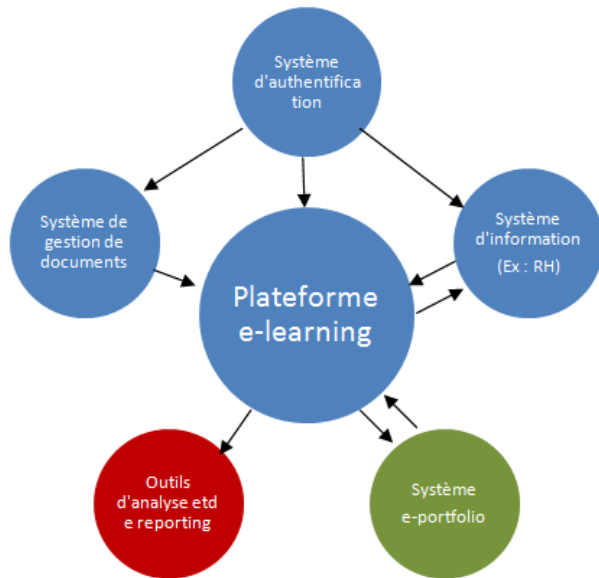 Système
d'authentifica
tion
Système de
gestion de
documents
Système
d'information
(Ex : RH)
Plateforme
e-learning
Outils
d'analyse etd
e reporting
Système
e-portfolio